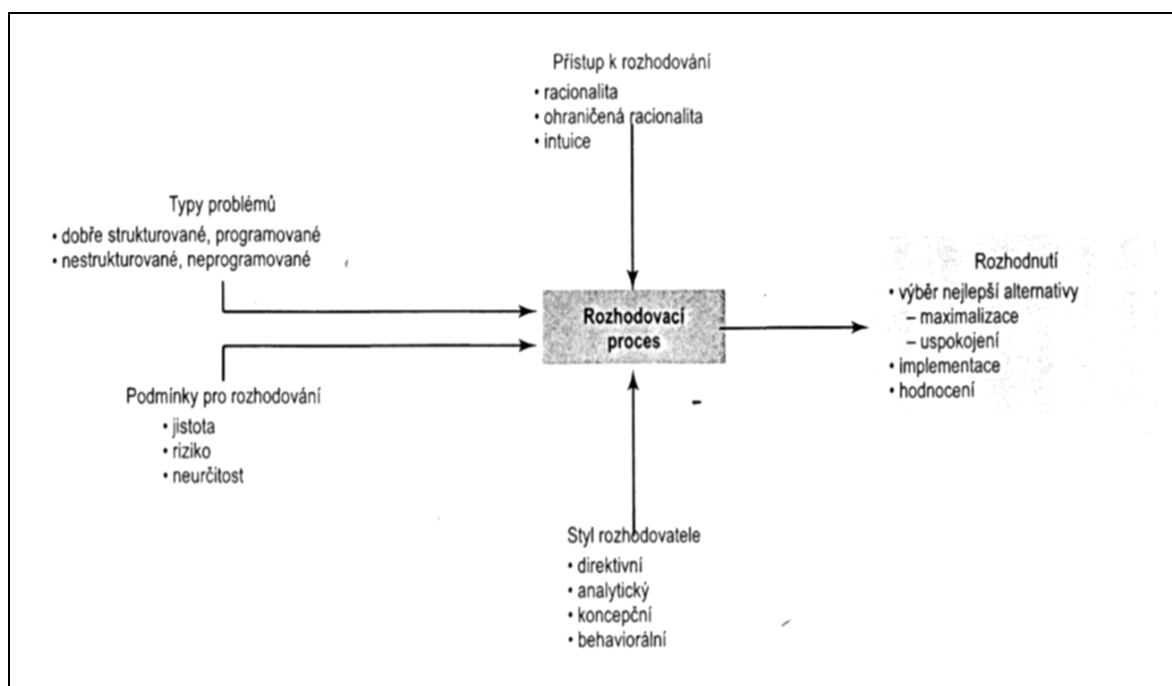 Přístup k rozhodování
• racionalita
• ohraničená racionalita
• intuice
Typy problémů
• dobře strukturované, programované
• nestrukturované, neprogramované
Rozhodovací
proces
Rozhodnutí
• výběr nejlepší alternativy
– maximalizace
– uspokojení
• implementace
• hodnocení
Podmínky pro rozhodování
• jistota
• riziko
• neurčitost
Styl rozhodovatele
• direktivní
• analytický
• koncepční
• behaviorální